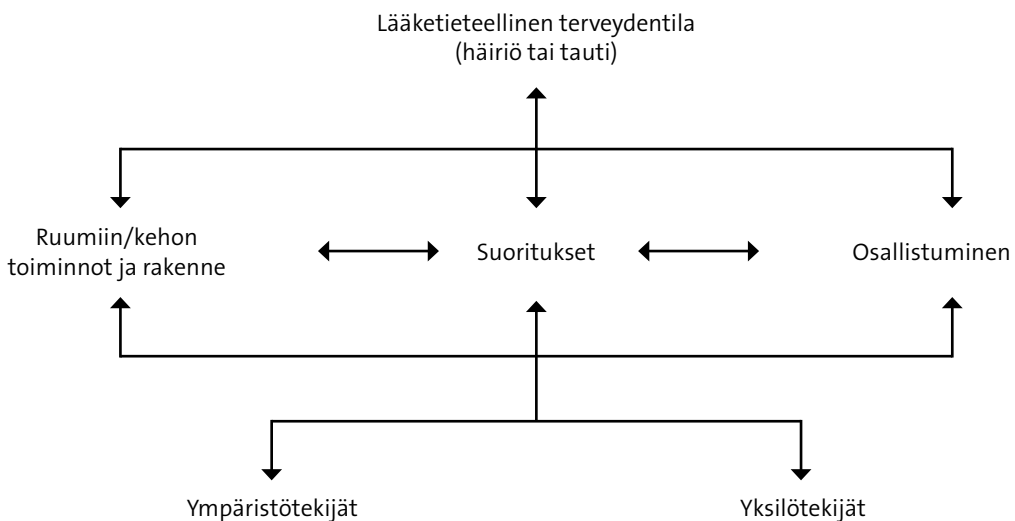 Lääketieteellinen terveydentila
(häiriö tai tauti)
Ruumiin/kehon
toiminnot ja rakenne
Suoritukset
Osallistuminen
Ympäristötekijät
Yksilötekijät